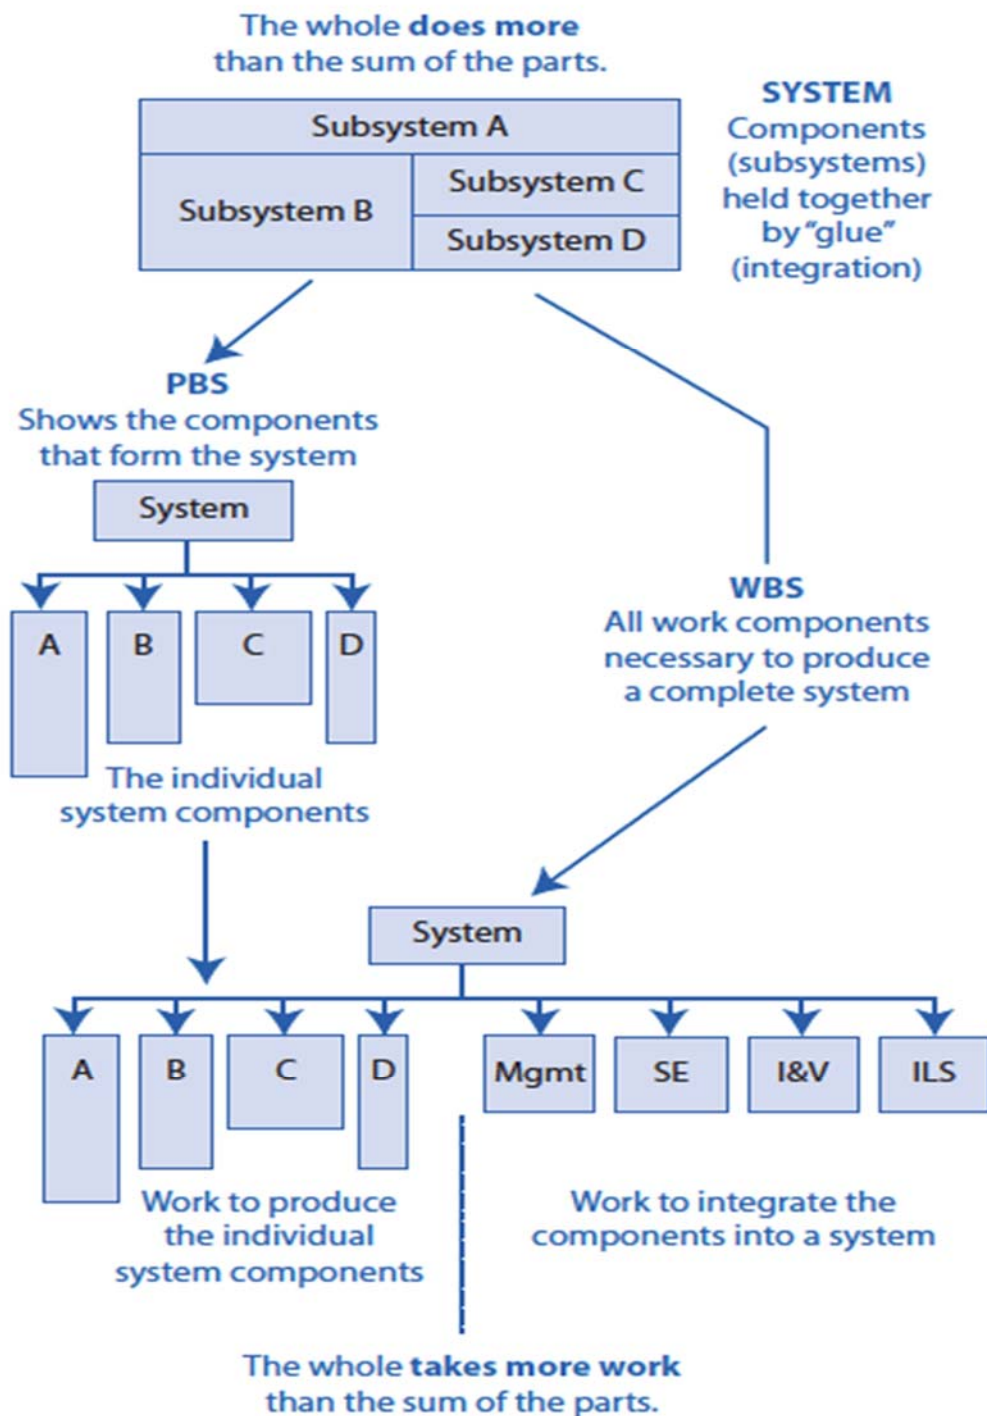 The whole does more
than the sum of the parts.
Subsystem A
Subsystem B
Subsystem C
Subsystem D
SYSTEM
Components
(subsystems)
held together
by “glue”
(integration)
PBS
Shows the components
that form the system
System
A
B
C
D
The individual
system components
WBS
All work components
necessary to produce
a complete system
System
A
B
C
D
Mgmt
SE
I&V
ILS
Work to produce
the individual
system components
Work to integrate the
components into a system
The whole takes more work
than the sum of the parts.